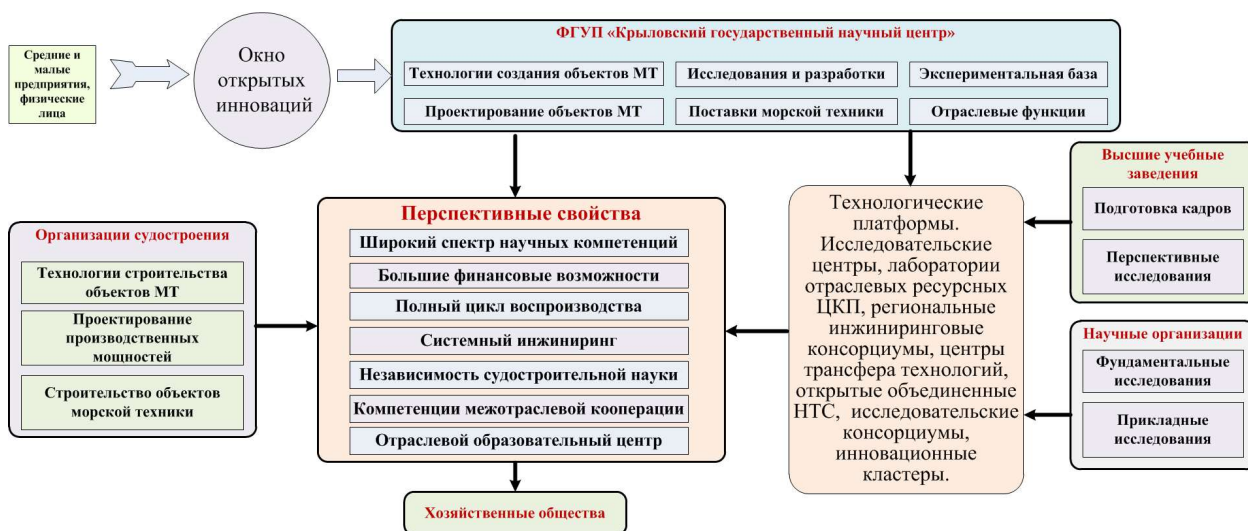 Средние и
малые
предприятия,
физические
лица
Окно
открытых
инноваций
ФГУП «Крыловский государственный научный центр»
Технологии создания объектов МТ
Исследования и разработки
Экспериментальная база
Проектирование объектов МТ
Поставки морской техники
Отраслевые функции
Организации судостроения
Технологии строительства
объектов МТ
Проектирование
производственных
мощностей
Строительство объектов
морской техники
Перспективные свойства
Широкий спектр научных компетенций
Большие финансовые возможности
Полный цикл воспроизводства
Системный инжиниринг
Независимость судостроительной науки
Компетенции межотраслевой кооперации
Отраслевой образовательный центр
Хозяйственные общества
Технологические
платформы.
Исследовательские
центры, лаборатории
отраслевых ресурсных
ЦКП, региональные
инжиниринговые
консорциумы, центры
трансфера технологий,
открытые объединенные
НТС, исследовательские
консорциумы,
инновационные
кластеры.
Высшие учебные
заведения
Подготовка кадров
Перспективные
исследования
Научные организации
Фундаментальные
исследования
Прикладные
исследования